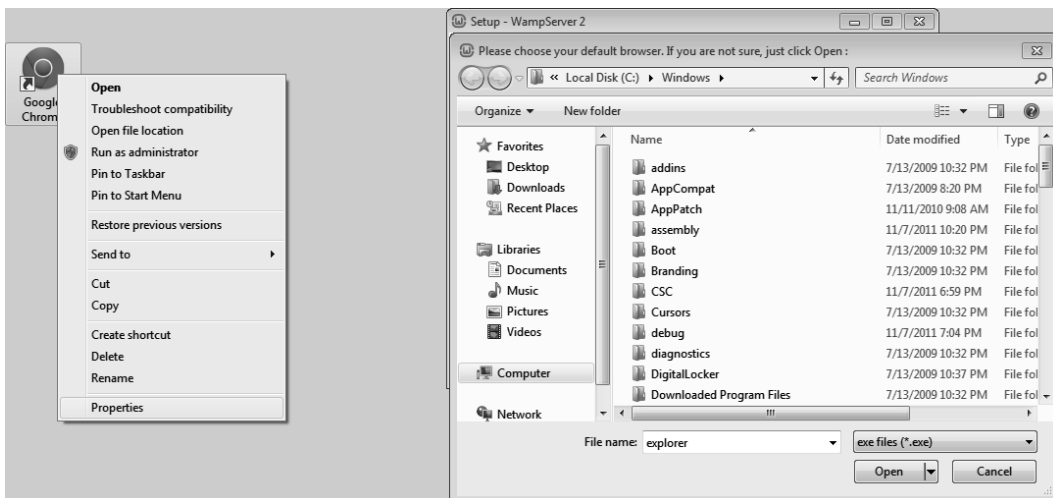 Google
Chrom
Open
Troubleshoot compatibility
Open file location
Run as administrator
Pin to Taskbar
Pin to Start Menu
Restore previous versions
Send to
Cut
Copy
Create shortcut
Delete
Rename
Properties
Setup - WampServer 2
Please choose your default browser. If you are not sure, just click Open :
« Local Disk (C:) Windows
Search Windows
Organize New folder
Favorites
Desktop
Downloads
Recent Places
Libraries
Documents
Music
Pictures
Videos
Computer
Network
Name Date modified Type
addins 7/13/2009 10:32 PM File fol
AppCompat 7/13/2009 8:20 PM File fol
AppPatch 11/11/2010 9:08 AM File fol
assembly 11/7/2011 10:20 PM File fol
Boot 7/13/2009 10:32 PM File fol
Branding 7/13/2009 10:32 PM File fol
CSC 11/7/2011 6:59 PM File fol
Cursors 7/13/2009 10:32 PM File fol
debug 11/7/2011 7:04 PM File fol
diagnostics 7/13/2009 10:32 PM File fol
DigitalLocker 7/13/2009 10:37 PM File fol
Downloaded Program Files 7/13/2009 10:32 PM File fol
File name: explorer exe files (*.exe)
Open Cancel